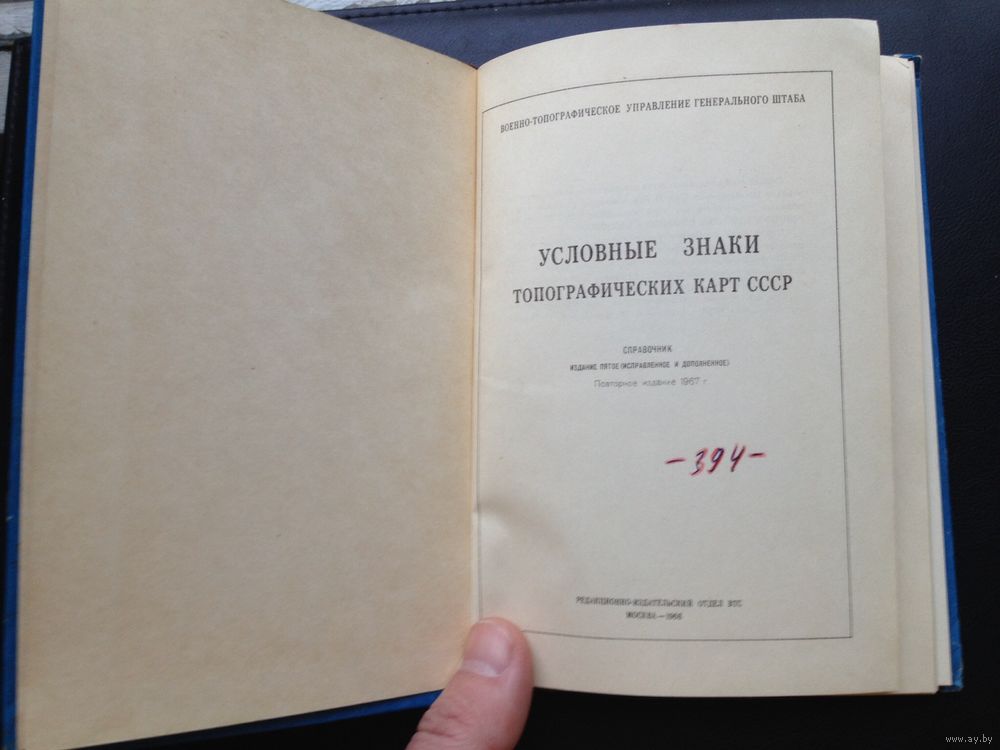 ВОЕННО-ТОПОГРАФИЧЕСКОЕ УПРАВЛЕНИЕ ГЕНЕРАЛЬНОГО ШТАБА
УСЛОВНЫЕ ЗНАКИ
ТОПОГРАФИЧЕСКИХ КАРТ СССР
СПРАВОЧНИК
ИЗДАНИЕ ПЯТОЕ (ИСПРАВЛЕННОЕ И ДОПОЛНЕННОЕ)
Повторное издание 1967 г.
-394-
РЕДАКЦИОННО-ИЗДАТЕЛЬСКИЙ ОТДЕЛ ВТС
МОСКВА—1966
www.ay.by